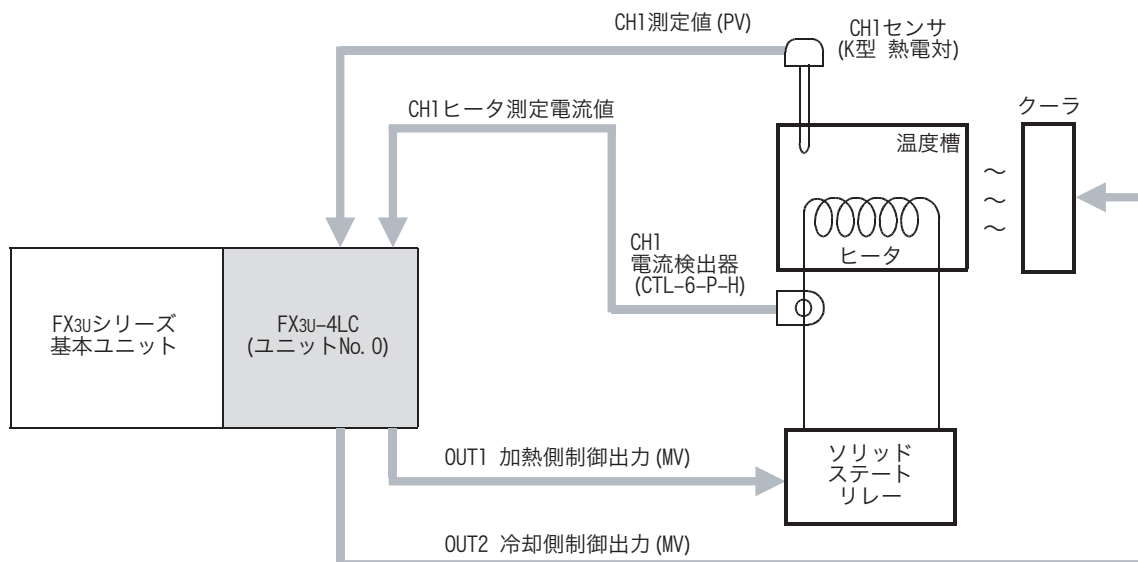 CH1測定値(PV)
CH1センサ
(K型 熱電対)
CH1ヒータ測定電流値
クーラ
温度槽
～
～
～
ヒータ
CH1
電流検出器
(CTL-6-P-H)
FX3Uシリーズ
基本ユニット
FX3U-4LC
(ユニットNo. 0)
OUT1 加熱側制御出力(MV)
ソリッド
ステート
リレー
OUT2 冷却側制御出力(MV)